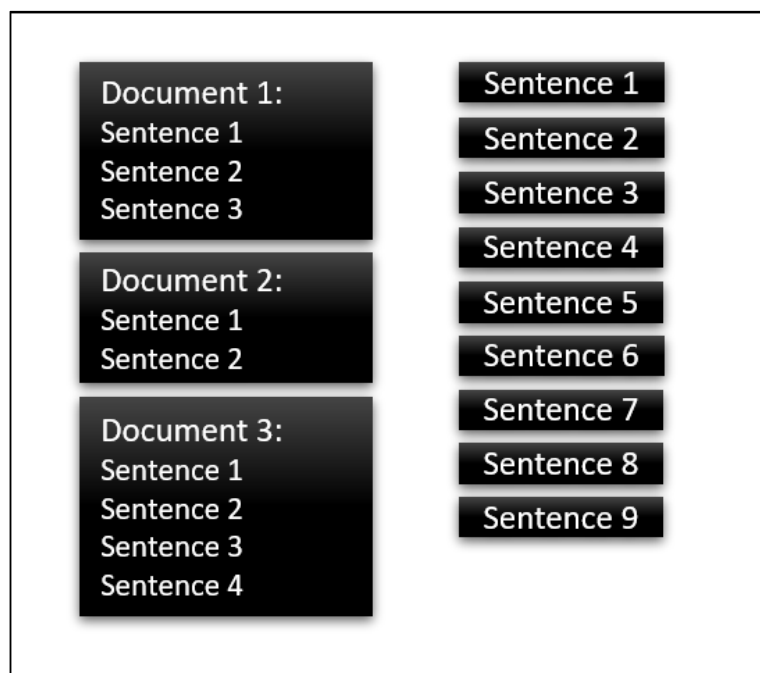 Document 1:
Sentence 1
Sentence 2
Sentence 3
Document 2:
Sentence 1
Sentence 2
Document 3:
Sentence 1
Sentence 2
Sentence 3
Sentence 4
Sentence 1
Sentence 2
Sentence 3
Sentence 4
Sentence 5
Sentence 6
Sentence 7
Sentence 8
Sentence 9